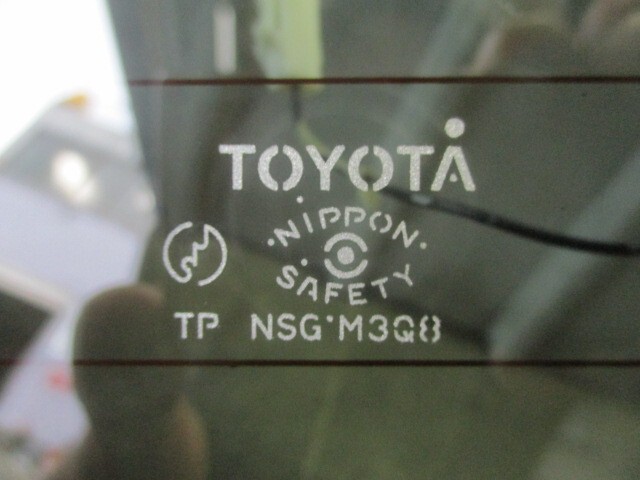 TOYOTA
NIPPON
SAFETY
TP NSG·M3Q8